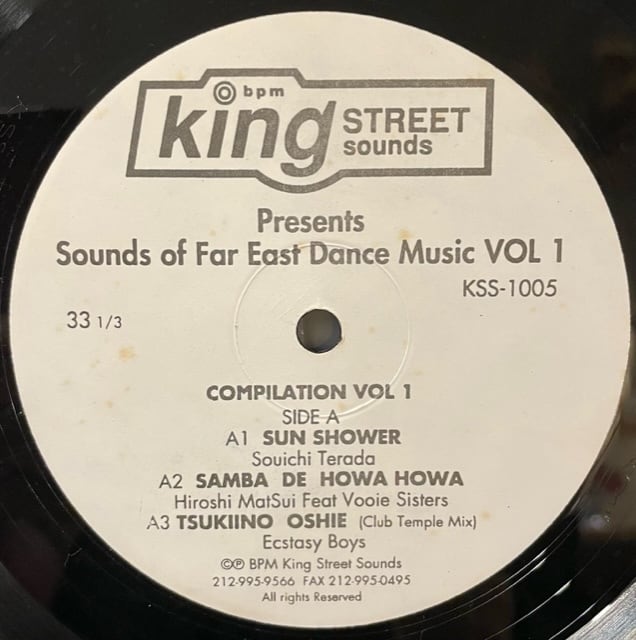 bpm
king STREET
sounds
Presents
Sounds of Far East Dance Music VOL 1
KSS-1005
33 1/3
COMPILATION VOL 1
SIDE A
A1 SUN SHOWER
Souichi Terada
A2 SAMBA DE HOWA HOWA
Hiroshi MatSui Feat Vooie Sisters
A3 TSUKIINO OSHIE (Club Temple Mix)
Ecstasy Boys
©℗ BPM King Street Sounds
212-995-9566 FAX 212-995-0495
All rights Reserved